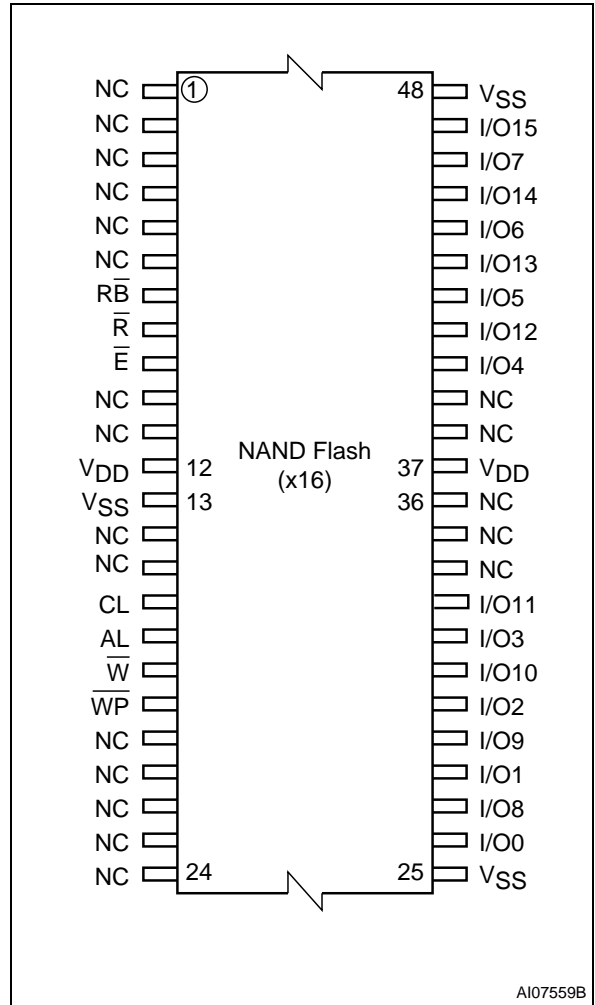 NC ① 48 VSS
NC I/O15
NC I/O7
NC I/O14
NC I/O6
NC I/O13
RB̅ I/O5
R̅ I/O12
E̅ I/O4
NC NC
NC NC
VDD 12 NAND Flash 37 VDD
VSS 13 (x16) 36 NC
NC NC
NC NC
CL I/O11
AL I/O3
W̅ I/O10
W̅P̅ I/O2
NC I/O9
NC I/O1
NC I/O8
NC I/O0
NC 24 25 VSS
AI07559B